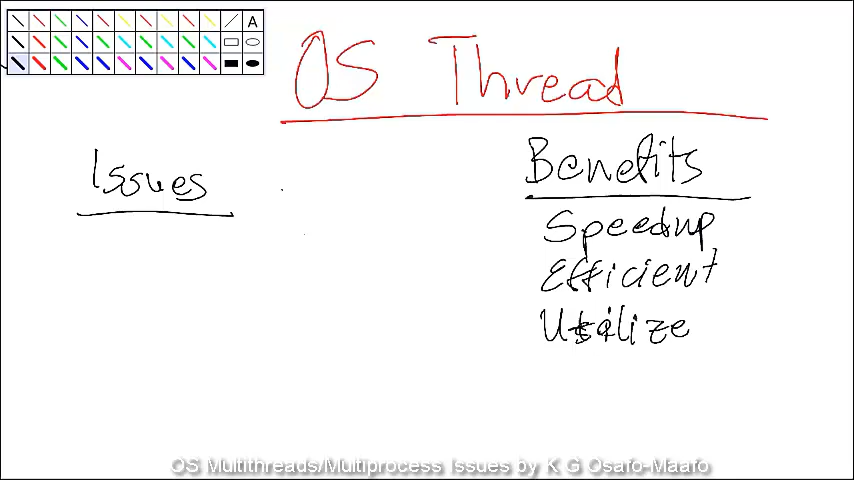 A
OS Thread
Issues
Benefits
Speedup
Efficient
Utilize
OS Multithreads/Multiprocess Issues by K G Osafo-Maafo